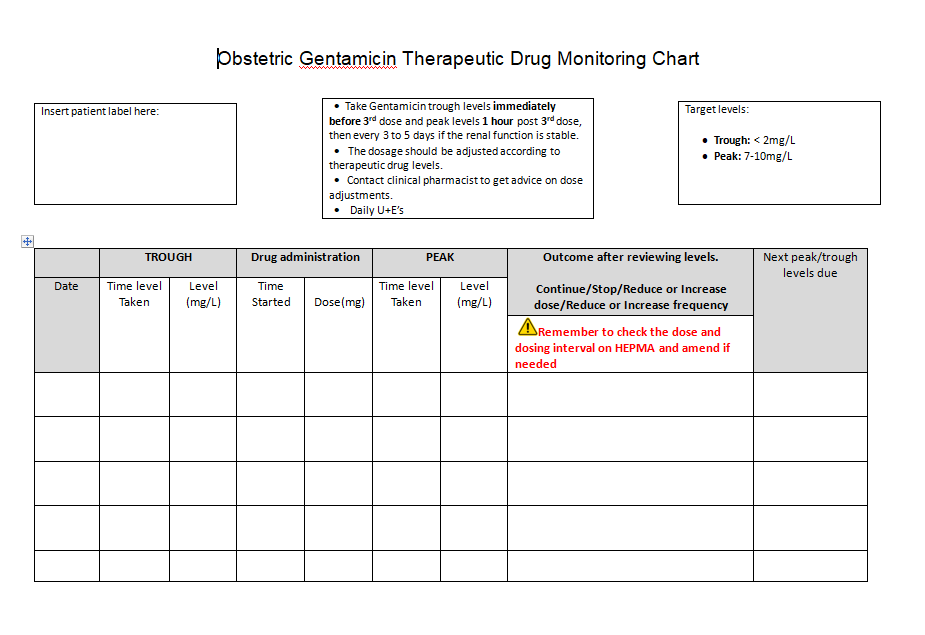 Obstetric Gentamicin Therapeutic Drug Monitoring Chart
Insert patient label here:
• Take Gentamicin trough levels immediately
before 3rd dose and peak levels 1 hour post 3rd dose,
then every 3 to 5 days if the renal function is stable.
• The dosage should be adjusted according to
therapeutic drug levels.
• Contact clinical pharmacist to get advice on dose
adjustments.
• Daily U+E’s
Target levels:
• Trough: < 2mg/L
• Peak: 7-10mg/L
TROUGH
Drug administration
PEAK
Outcome after reviewing levels.
Continue/Stop/Reduce or Increase
dose/Reduce or Increase frequency
Next peak/trough
levels due
Date
Time level
Taken
Level
(mg/L)
Time
Started
Dose(mg)
Time level
Taken
Level
(mg/L)
Remember to check the dose and
dosing interval on HEPMA and amend if
needed